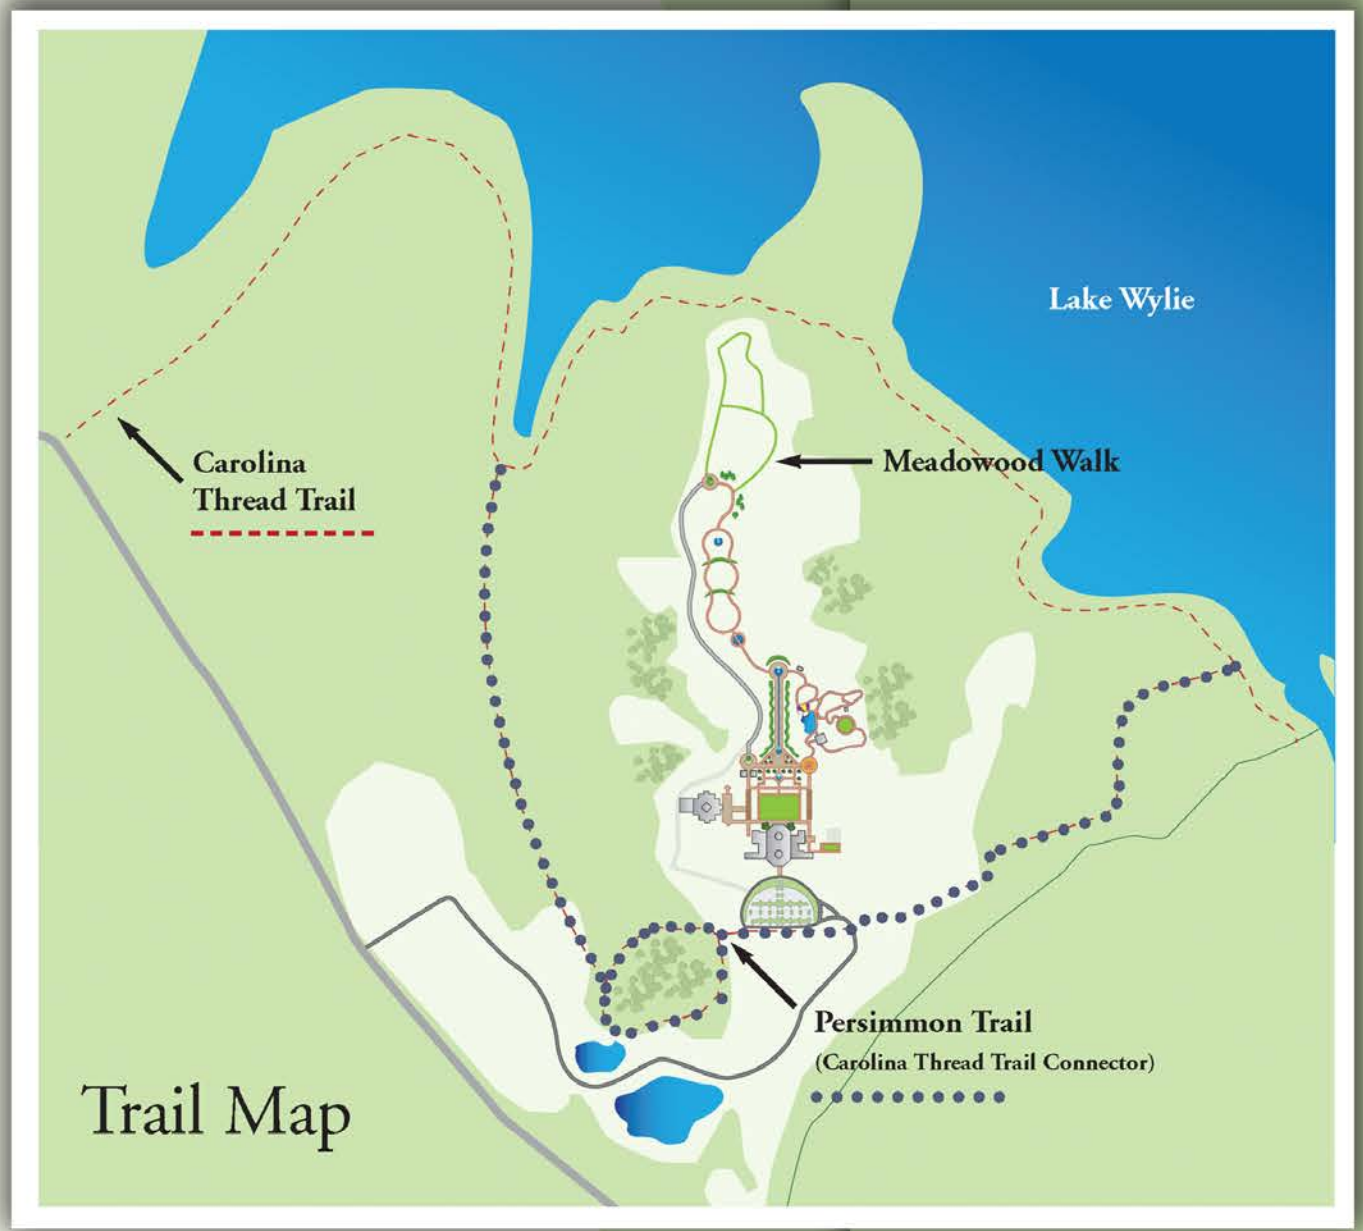 Lake Wylie
Carolina
Thread Trail
Meadowood Walk
Persimmon Trail
(Carolina Thread Trail Connector)
Trail Map